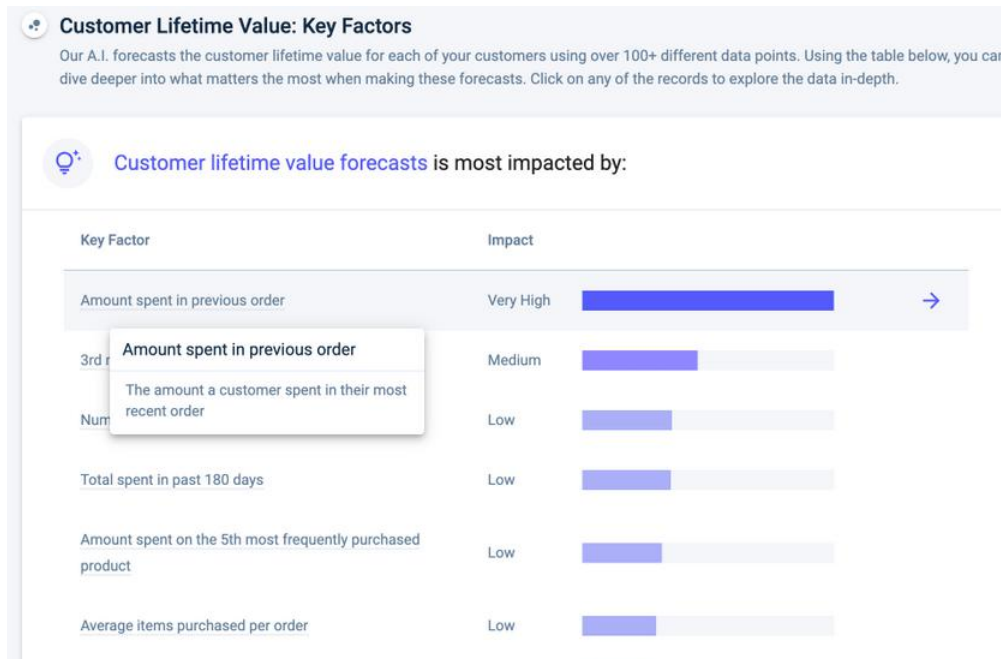 Customer Lifetime Value: Key Factors
Our A.I. forecasts the customer lifetime value for each of your customers using over 100+ different data points. Using the table below, you can
dive deeper into what matters the most when making these forecasts. Click on any of the records to explore the data in-depth.
Customer lifetime value forecasts is most impacted by:
Key Factor Impact
Amount spent in previous order Very High
Amount spent in previous order
3rd Medium
The amount a customer spent in their most
recent order
Num Low
Total spent in past 180 days Low
Amount spent on the 5th most frequently purchased
product
Low
Average items purchased per order Low